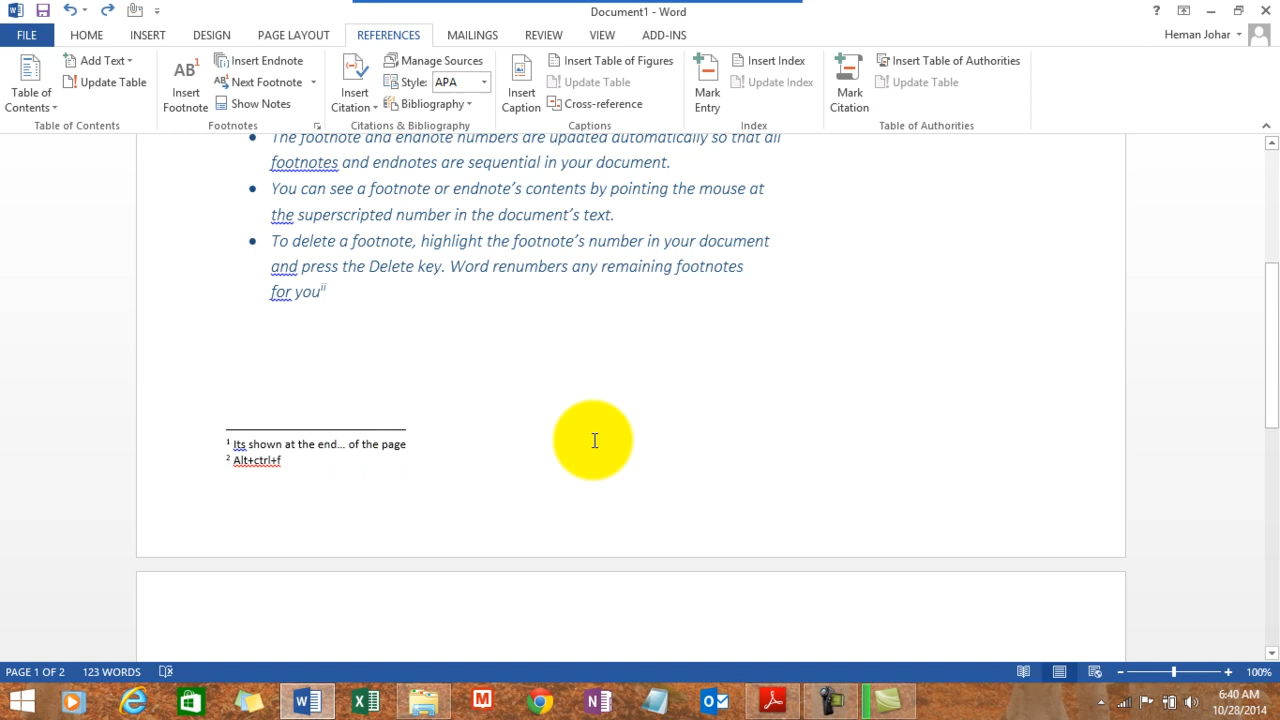 Document1 - Word
FILE HOME INSERT DESIGN PAGE LAYOUT REFERENCES MAILINGS REVIEW VIEW ADD-INS Heman Johar
Table of Contents
Add Text
Update Table
Table of Contents
AB1
Insert Footnote
Insert Endnote
Next Footnote
Show Notes
Footnotes
Insert Citation
Manage Sources
Style: APA
Bibliography
Citations & Bibliography
Insert Caption
Insert Table of Figures
Update Table
Cross-reference
Captions
Mark Entry
Insert Index
Update Index
Index
Mark Citation
Insert Table of Authorities
Update Table
Table of Authorities
• The footnote and endnote numbers are updated automatically so that all
footnotes and endnotes are sequential in your document.
• You can see a footnote or endnote’s contents by pointing the mouse at
the superscripted number in the document’s text.
• To delete a footnote, highlight the footnote’s number in your document
and press the Delete key. Word renumbers any remaining footnotes
for you ii
1 Its shown at the end... of the page
2 Alt+ctrl+f
PAGE 1 OF 2 123 WORDS 100%
6:40 AM
10/28/2014